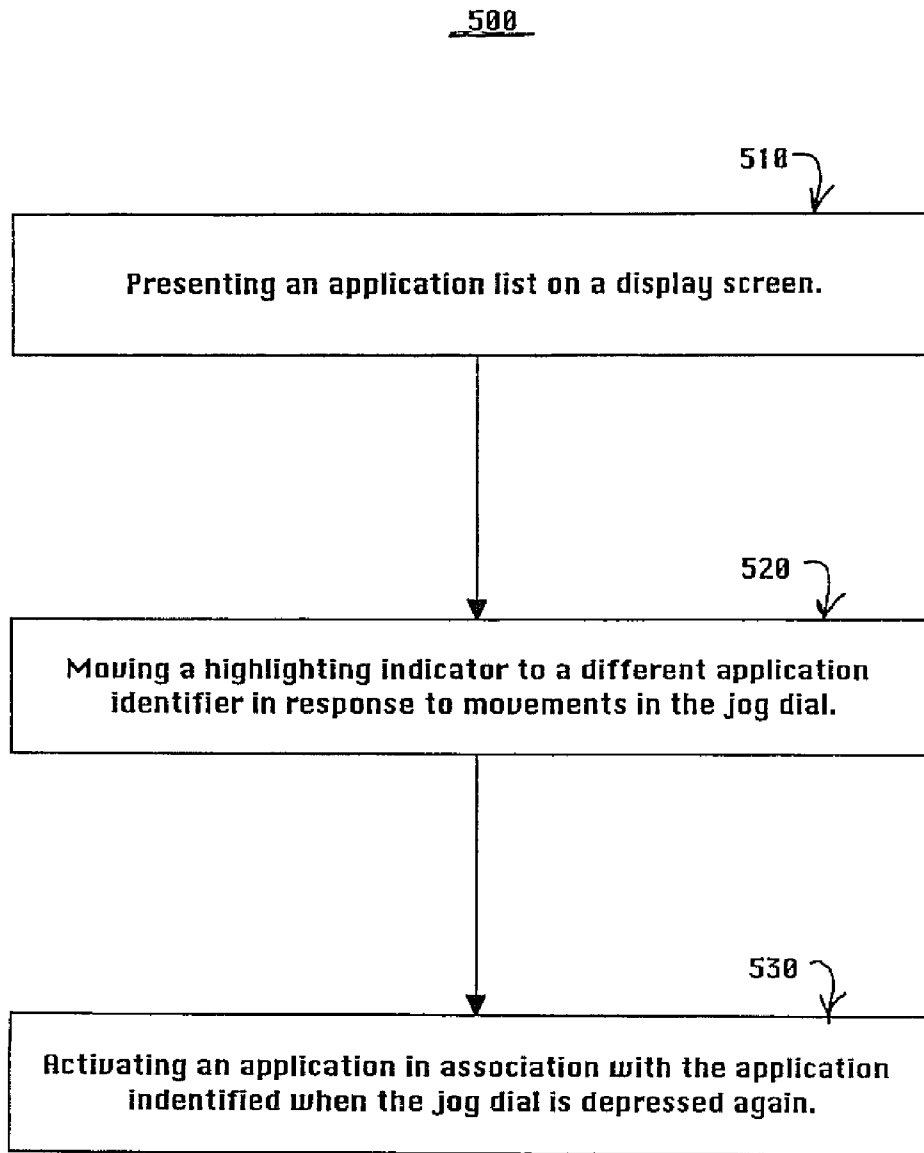 500
510
Presenting an application list on a display screen.
520
Moving a highlighting indicator to a different application
identifier in response to movements in the jog dial.
530
Activating an application in association with the application
indentified when the jog dial is depressed again.